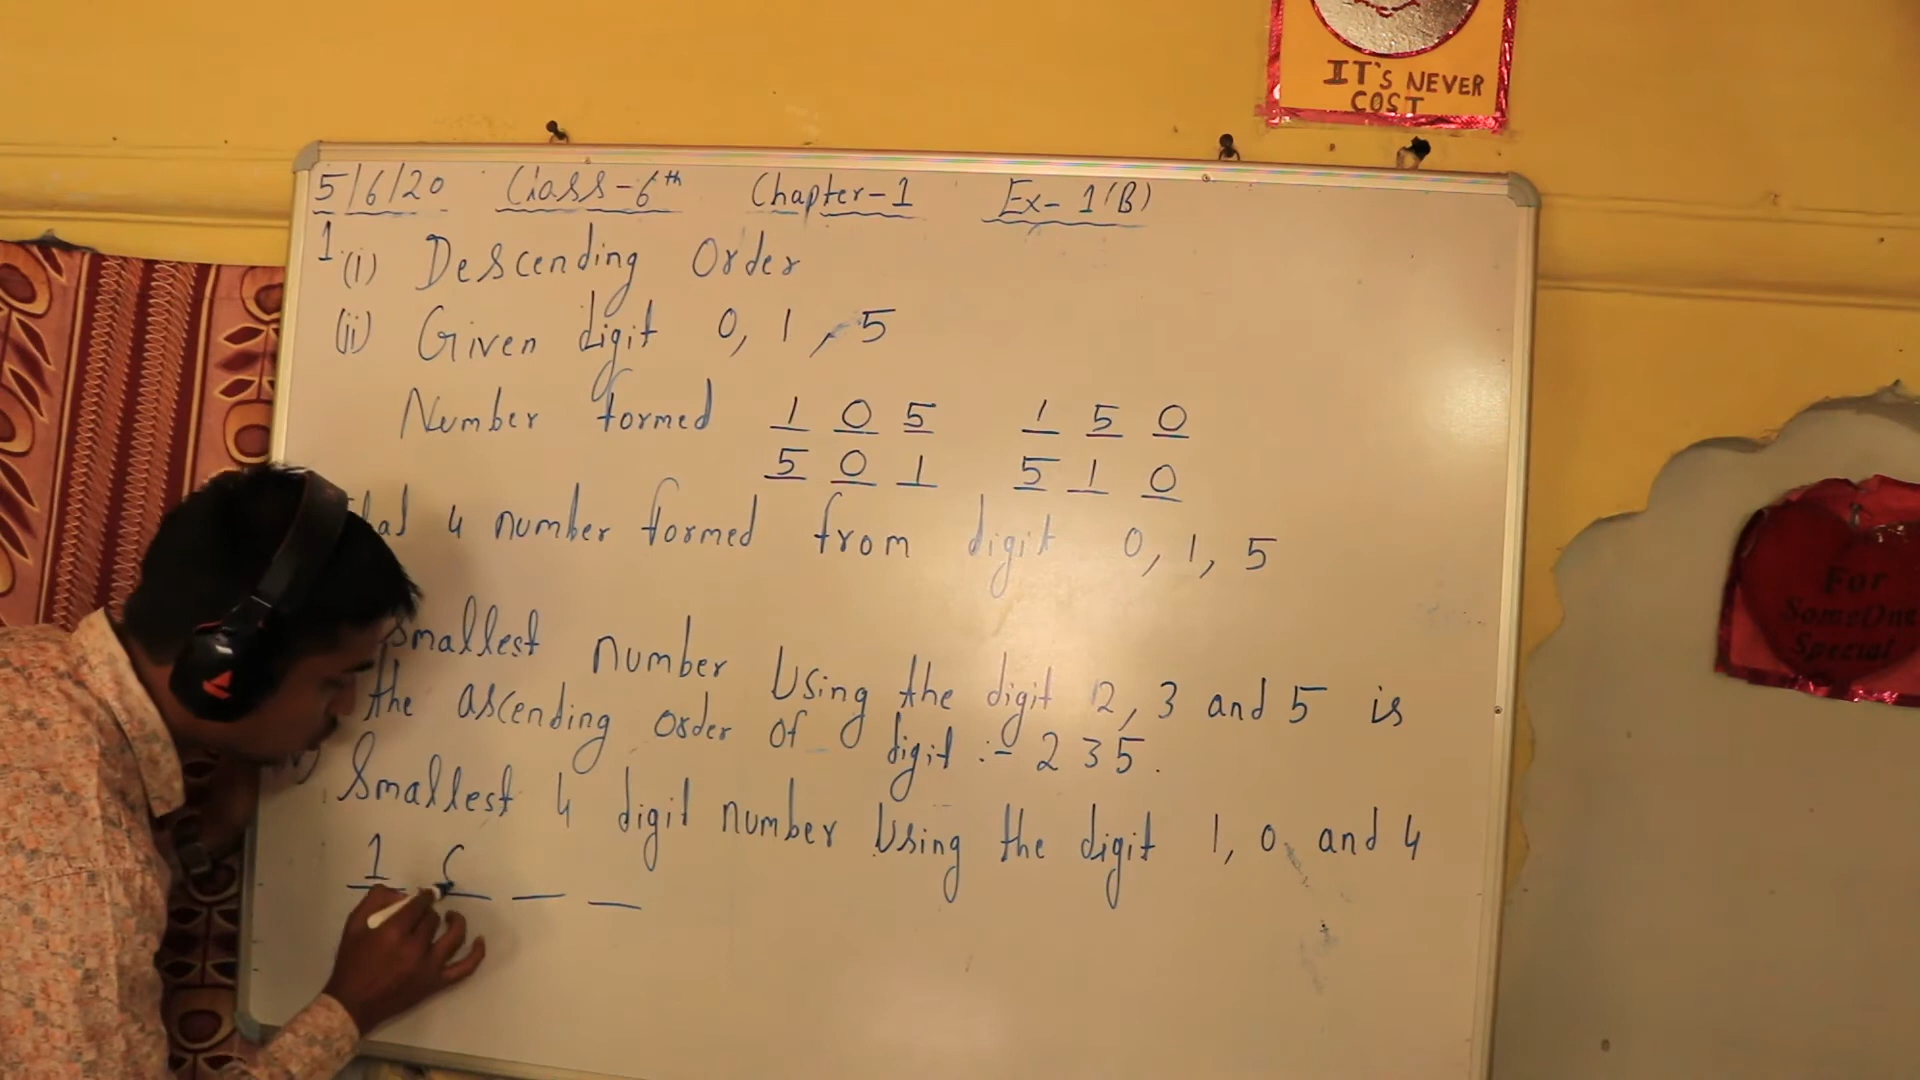 IT'S NEVER
COST
5/6/20 Class-6th Chapter-1 Ex-1(B)
1.(i) Descending Order
(ii) Given digit 0, 1, 5
Number formed 1 0 5 1 5 0
5 0 1 5 1 0
4 number formed from digit 0, 1, 5
Smallest number Using the digit 2, 3 and 5 is
the ascending order of digit :- 2 3 5.
Smallest 4 digit number Using the digit 1, 0 and 4
1
For
SomeOne
Special